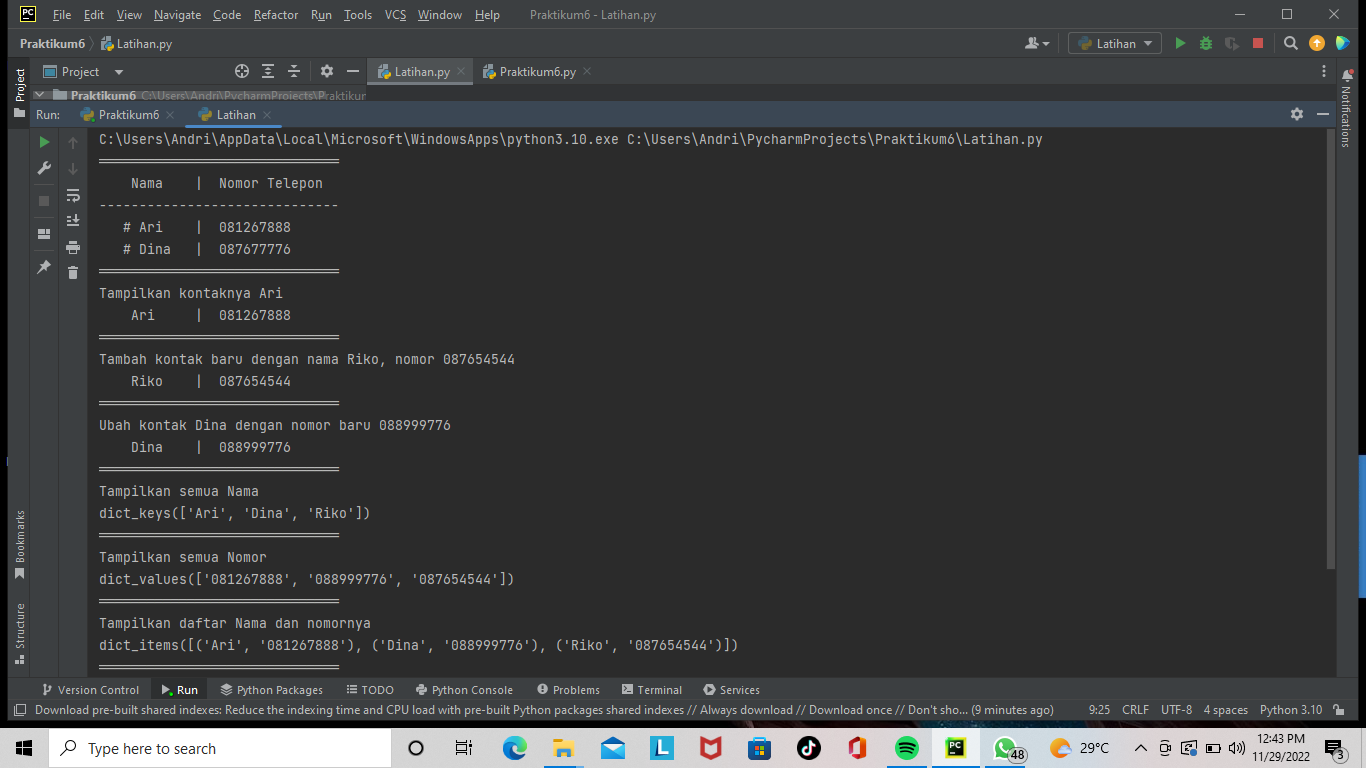 PC File Edit View Navigate Code Refactor Run Tools VCS Window Help Praktikum6 - Latihan.py
Praktikum6 Latihan.py Latihan
Project Project Latihan.py Praktikum6.py Notifications
Praktikum6 C:\Users\Andri\PycharmProjects\Praktikum
Run: Praktikum6 Latihan
C:\Users\Andri\AppData\Local\Microsoft\WindowsApps\python3.10.exe C:\Users\Andri\PycharmProjects\Praktikum6\Latihan.py
==============================
Nama | Nomor Telepon
------------------------------
# Ari | 081267888
# Dina | 087677776
==============================
Tampilkan kontaknya Ari
Ari | 081267888
==============================
Tambah kontak baru dengan nama Riko, nomor 087654544
Riko | 087654544
==============================
Ubah kontak Dina dengan nomor baru 088999776
Dina | 088999776
==============================
Tampilkan semua Nama
dict_keys(['Ari', 'Dina', 'Riko'])
==============================
Tampilkan semua Nomor
dict_values(['081267888', '088999776', '087654544'])
==============================
Tampilkan daftar Nama dan nomornya
dict_items([('Ari', '081267888'), ('Dina', '088999776'), ('Riko', '087654544')])
==============================
Bookmarks
Structure
Version Control Run Python Packages TODO Python Console Problems Terminal Services
Download pre-built shared indexes: Reduce the indexing time and CPU load with pre-built Python packages shared indexes // Always download // Download once // Don't sho... (9 minutes ago) 9:25 CRLF UTF-8 4 spaces Python 3.10
Type here to search L PC 48 29°C 12:43 PM
11/29/2022 3